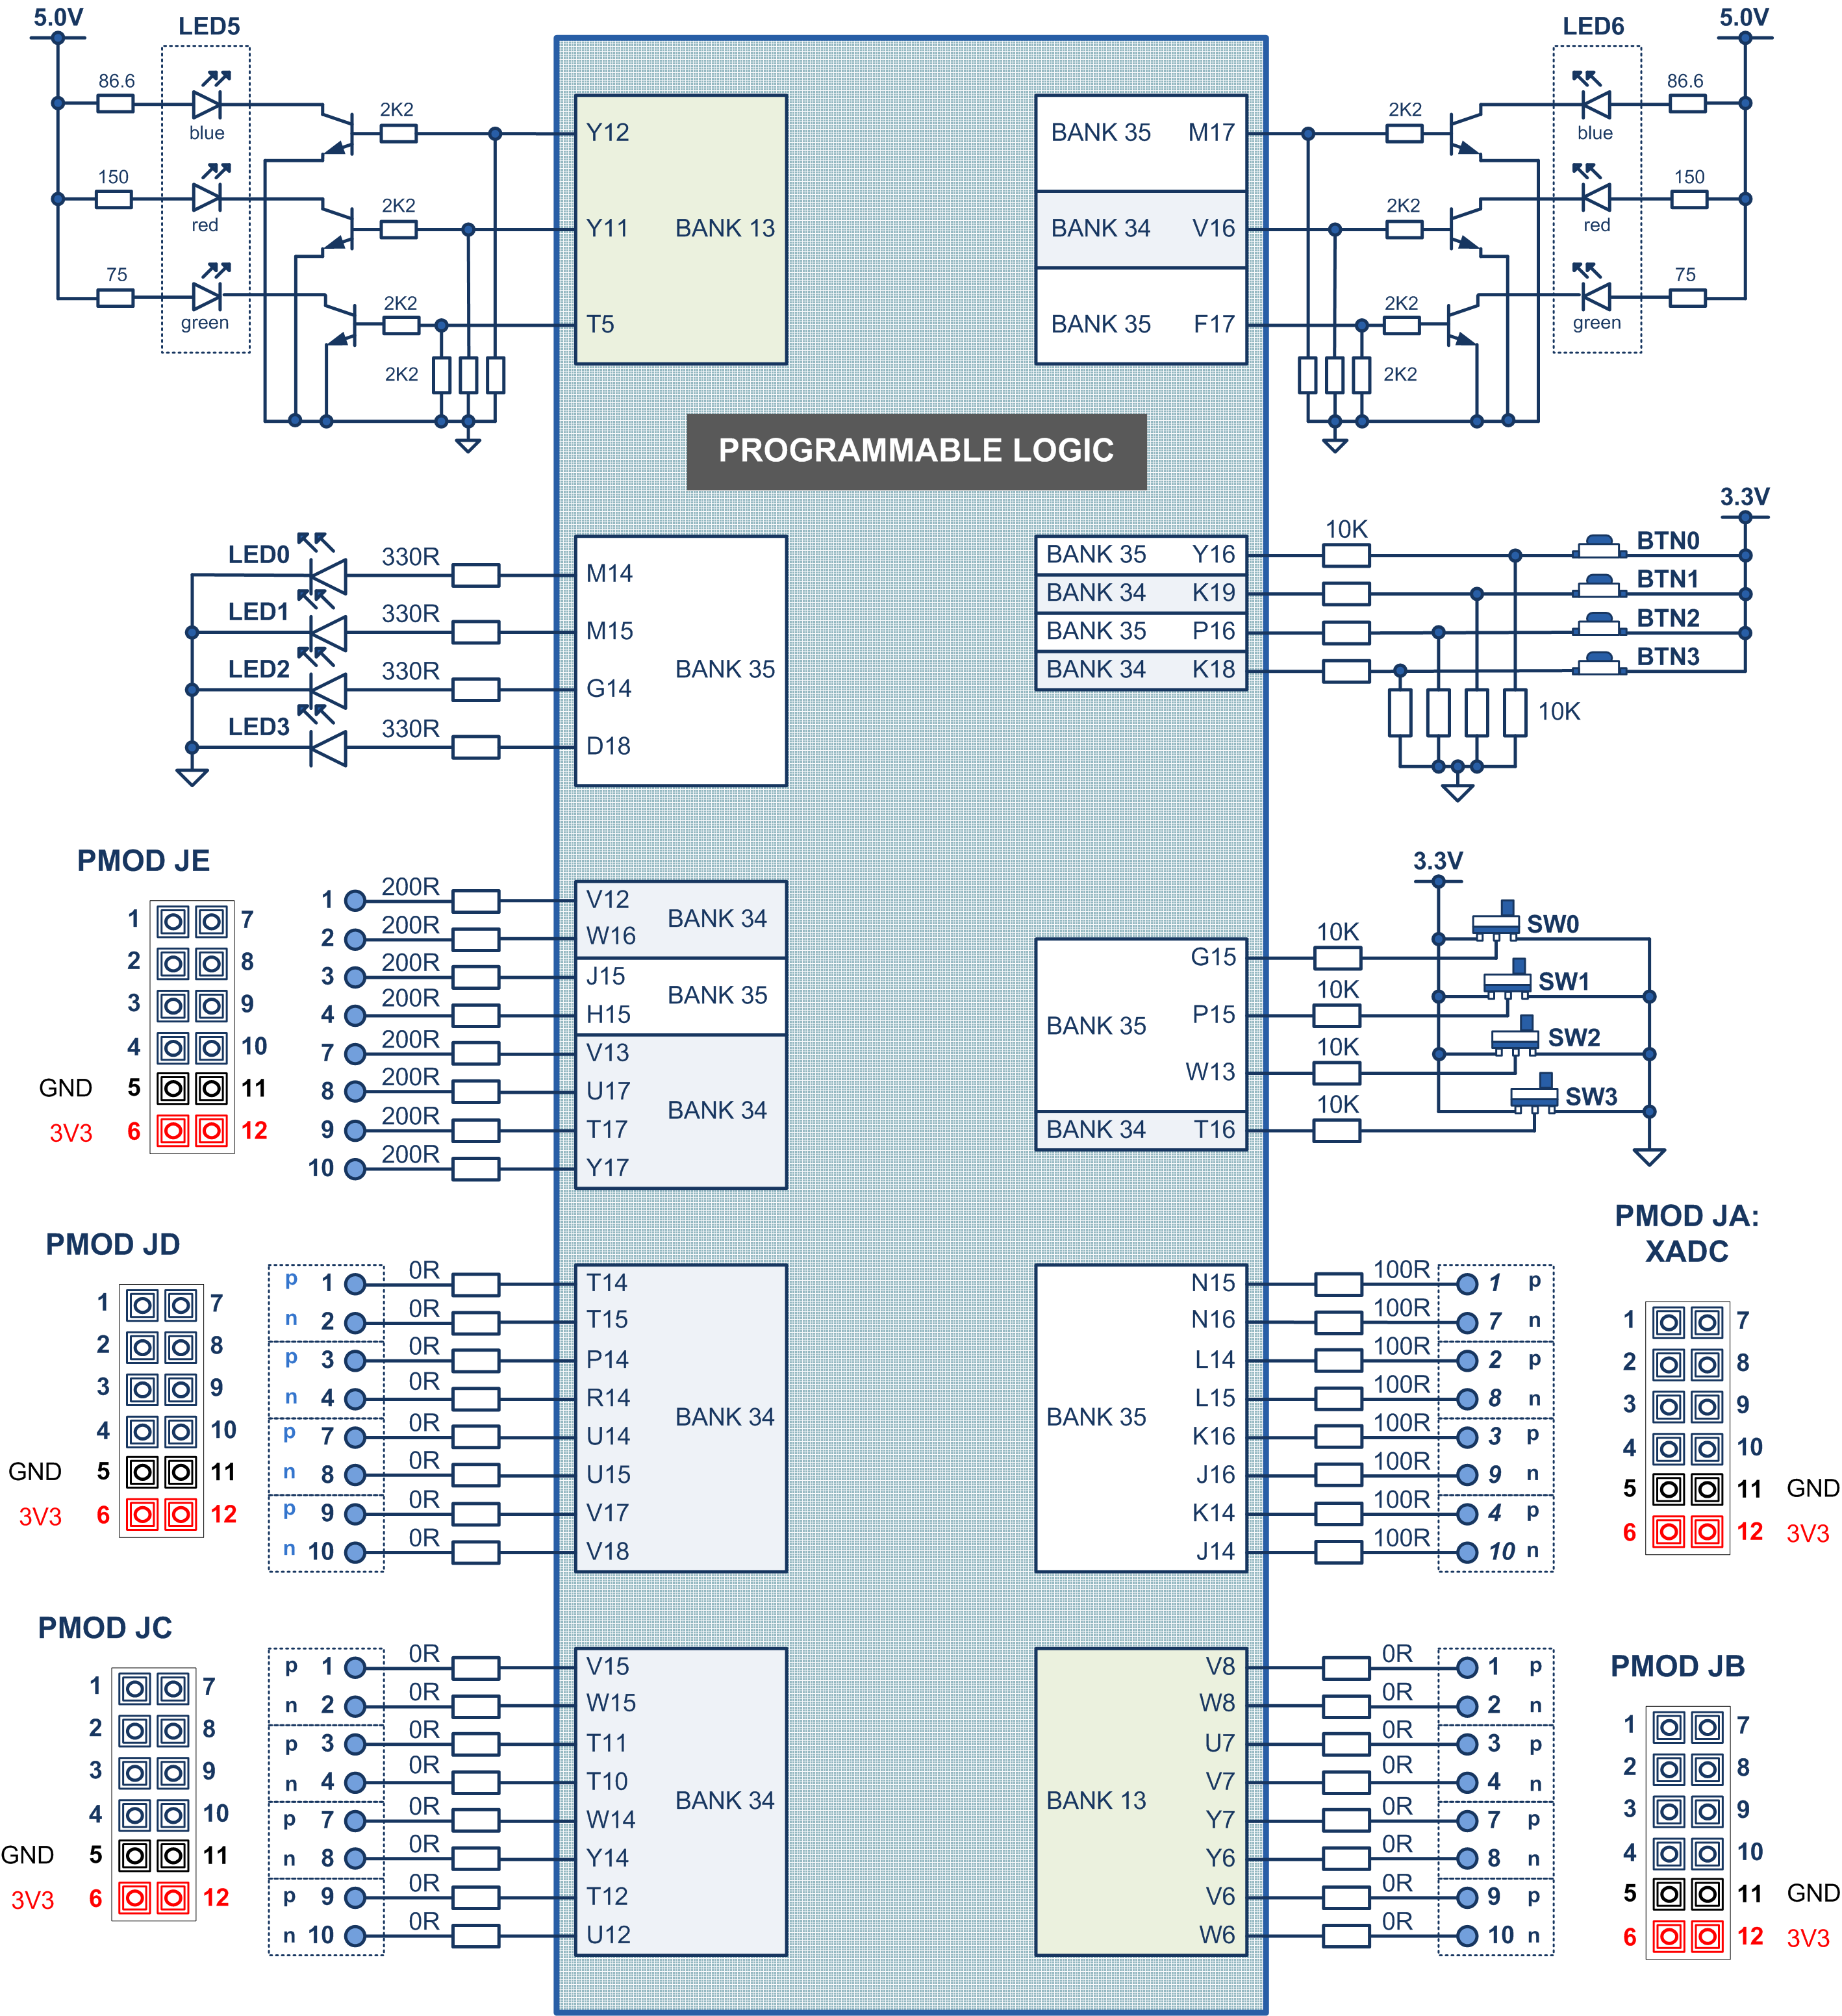 5.0V
LED5
86.6
blue
2K2
150
red
2K2
75
green
2K2
2K2
Y12
Y11
BANK 13
T5
BANK 35
M17
BANK 34
V16
BANK 35
F17
LED6
5.0V
2K2
86.6
blue
2K2
150
red
2K2
75
green
2K2
PROGRAMMABLE LOGIC
LED0
330R
M14
LED1
330R
M15
BANK 35
LED2
330R
G14
LED3
330R
D18
3.3V
10K
BANK 35 Y16
BTN0
BANK 34 K19
BTN1
BANK 35 P16
BTN2
BANK 34 K18
BTN3
10K
PMOD JE
1 7
2 8
3 9
4 10
GND 5 11
3V3 6 12
1 200R V12
2 200R W16
BANK 34
3 200R J15
4 200R H15
BANK 35
7 200R V13
8 200R U17
9 200R T17
10 200R Y17
BANK 34
3.3V
G15 10K SW0
P15 10K SW1
BANK 35
W13 10K SW2
BANK 34 T16 10K SW3
PMOD JD
1 7
2 8
3 9
4 10
GND 5 11
3V3 6 12
p 1 0R T14
n 2 0R T15
p 3 0R P14
n 4 0R R14
BANK 34
p 7 0R U14
n 8 0R U15
p 9 0R V17
n 10 0R V18
PMOD JA:
XADC
N15 100R 1 p
N16 100R 7 n
L14 100R 2 p
L15 100R 8 n
BANK 35
K16 100R 3 p
J16 100R 9 n
K14 100R 4 p
J14 100R 10 n
1 7
2 8
3 9
4 10
5 11 GND
6 12 3V3
PMOD JC
1 7
2 8
3 9
4 10
GND 5 11
3V3 6 12
p 1 0R V15
n 2 0R W15
p 3 0R T11
n 4 0R T10
BANK 34
p 7 0R W14
n 8 0R Y14
p 9 0R T12
n 10 0R U12
V8 0R 1 p
W8 0R 2 n
U7 0R 3 p
V7 0R 4 n
BANK 13
Y7 0R 7 p
Y6 0R 8 n
V6 0R 9 p
W6 0R 10 n
PMOD JB
1 7
2 8
3 9
4 10
5 11 GND
6 12 3V3